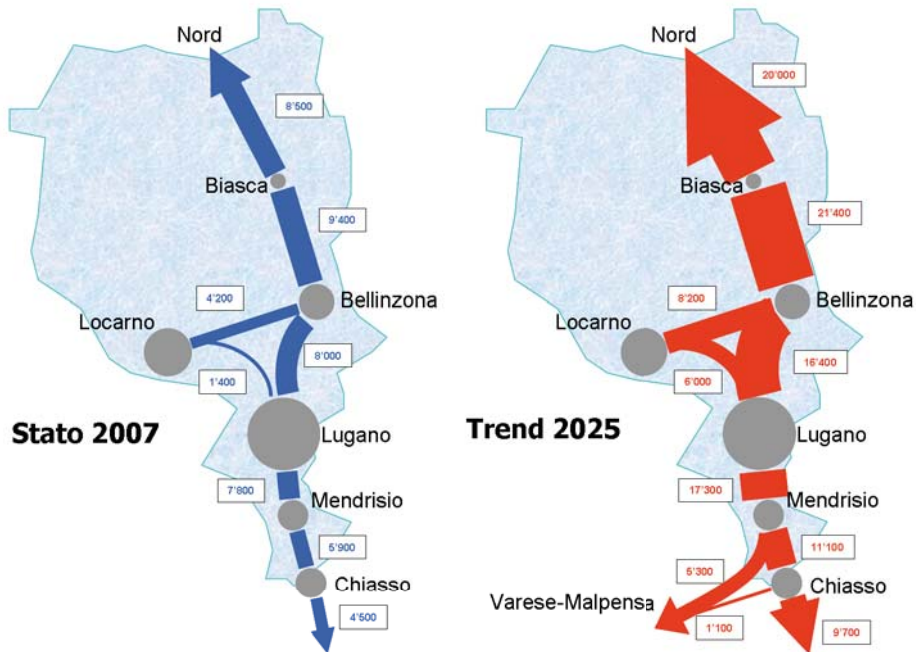 Nord
8'500
Biasca
9'400
4'200
Bellinzona
Locarno
8'000
1'400
Stato 2007
Lugano
7'800
Mendrisio
5'900
Chiasso
4'500
Nord
20'000
Biasca
21'400
8'200
Bellinzona
Locarno
16'400
6'000
Trend 2025
Lugano
17'300
Mendrisio
11'100
5'300
Chiasso
Varese-Malpensa
1'100
9'700